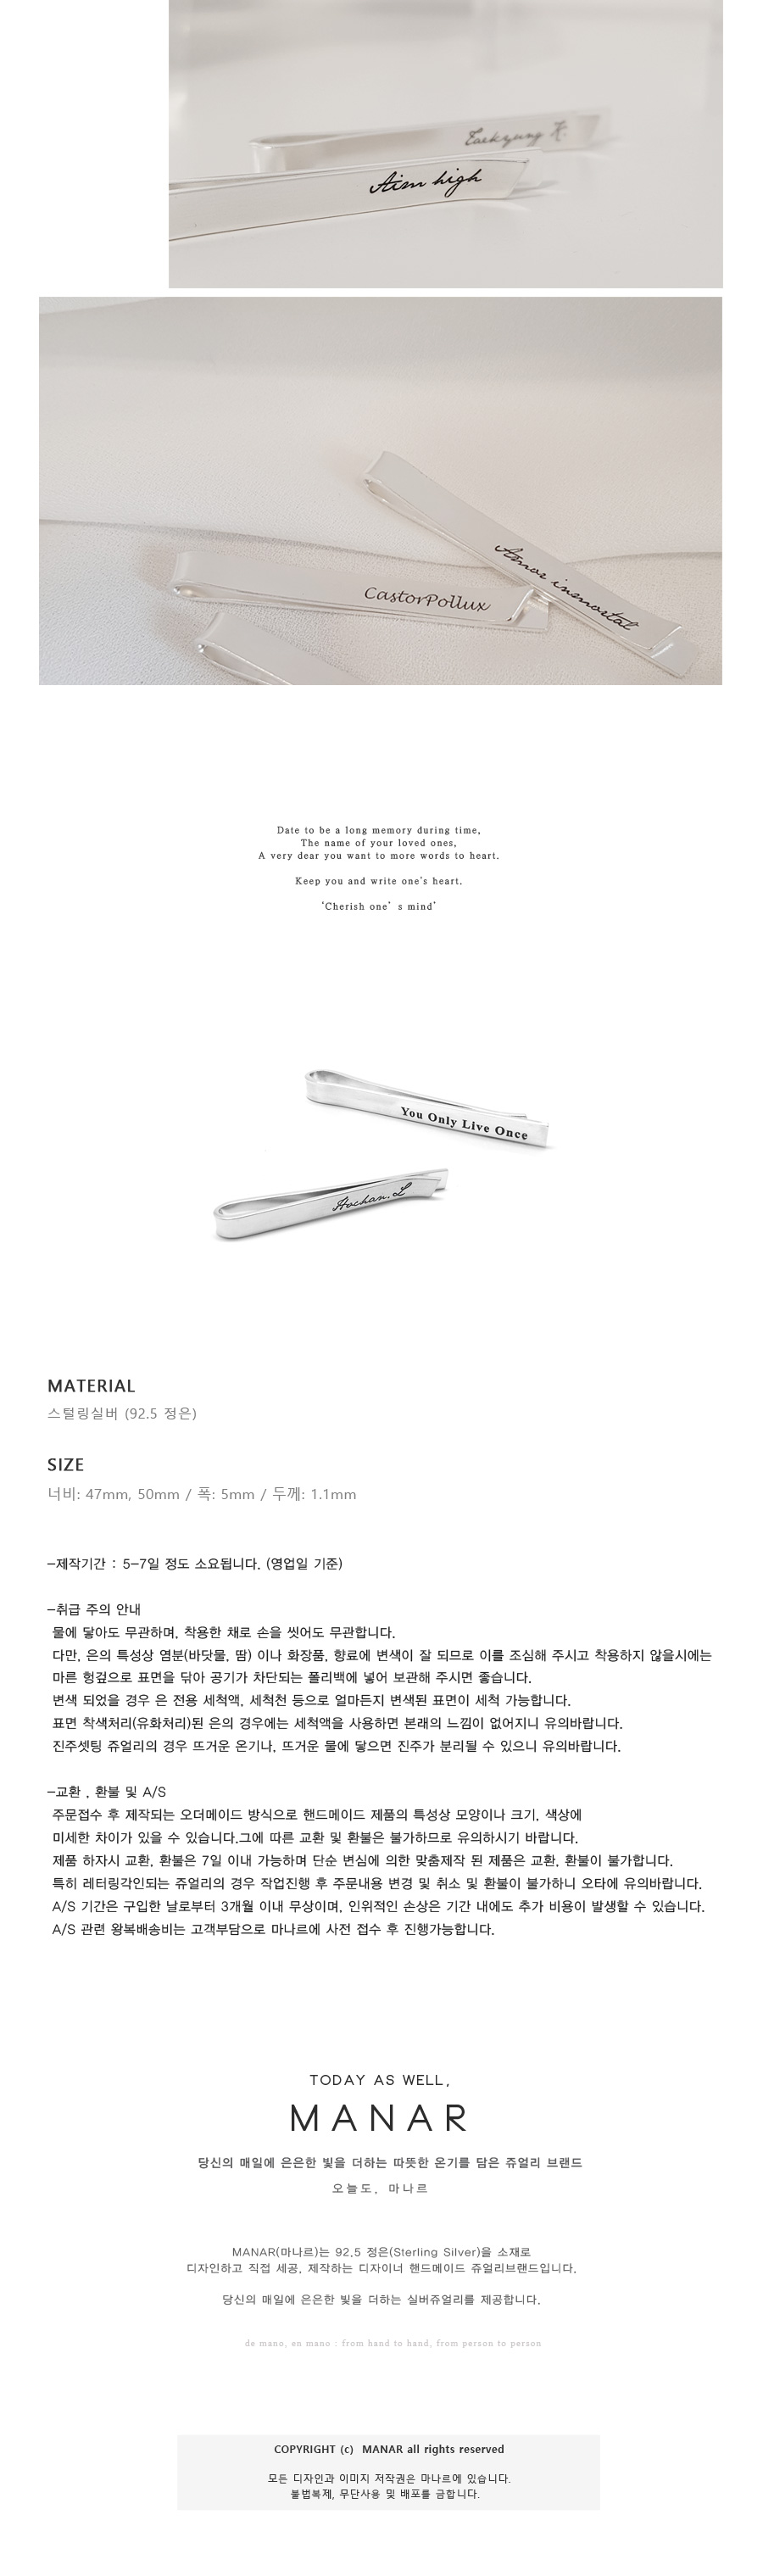 Taekyung K.
Aim high
Amor inmortal
CastorPollux
Date to be a long memory during time,
The name of your loved ones,
A very dear you want to more words to heart.
Keep you and write one's heart.
'Cherish one' s mind'
You Only Live Once
Hochan. L
MATERIAL
스털링실버 (92.5 정은)
SIZE
너비: 47mm, 50mm / 폭: 5mm / 두께: 1.1mm
-제작기간 : 5-7일 정도 소요됩니다. (영업일 기준)
-취급 주의 안내
물에 닿아도 무관하며, 착용한 채로 손을 씻어도 무관합니다.
다만, 은의 특성상 염분(바닷물, 땀) 이나 화장품, 향료에 변색이 잘 되므로 이를 조심해 주시고 착용하지 않을시에는
마른 헝겊으로 표면을 닦아 공기가 차단되는 폴리백에 넣어 보관해 주시면 좋습니다.
변색 되었을 경우 은 전용 세척액, 세척천 등으로 얼마든지 변색된 표면이 세척 가능합니다.
표면 착색처리(유화처리)된 은의 경우에는 세척액을 사용하면 본래의 느낌이 없어지니 유의바랍니다.
진주셋팅 쥬얼리의 경우 뜨거운 온기나, 뜨거운 물에 닿으면 진주가 분리될 수 있으니 유의바랍니다.
-교환 , 환불 및 A/S
주문접수 후 제작되는 오더메이드 방식으로 핸드메이드 제품의 특성상 모양이나 크기, 색상에
미세한 차이가 있을 수 있습니다.그에 따른 교환 및 환불은 불가하므로 유의하시기 바랍니다.
제품 하자시 교환, 환불은 7일 이내 가능하며 단순 변심에 의한 맞춤제작 된 제품은 교환, 환불이 불가합니다.
특히 레터링각인되는 쥬얼리의 경우 작업진행 후 주문내용 변경 및 취소 및 환불이 불가하니 오타에 유의바랍니다.
A/S 기간은 구입한 날로부터 3개월 이내 무상이며, 인위적인 손상은 기간 내에도 추가 비용이 발생할 수 있습니다.
A/S 관련 왕복배송비는 고객부담으로 마나르에 사전 접수 후 진행가능합니다.
TODAY AS WELL,
MANAR
당신의 매일에 은은한 빛을 더하는 따뜻한 온기를 담은 쥬얼리 브랜드
오늘도, 마나르
MANAR(마나르)는 92.5 정은(Sterling Silver)을 소재로
디자인하고 직접 세공, 제작하는 디자이너 핸드메이드 쥬얼리브랜드입니다.
당신의 매일에 은은한 빛을 더하는 실버쥬얼리를 제공합니다.
de mano, en mano : from hand to hand, from person to person
COPYRIGHT (c) MANAR all rights reserved
모든 디자인과 이미지 저작권은 마나르에 있습니다.
불법복제, 무단사용 및 배포를 금합니다.